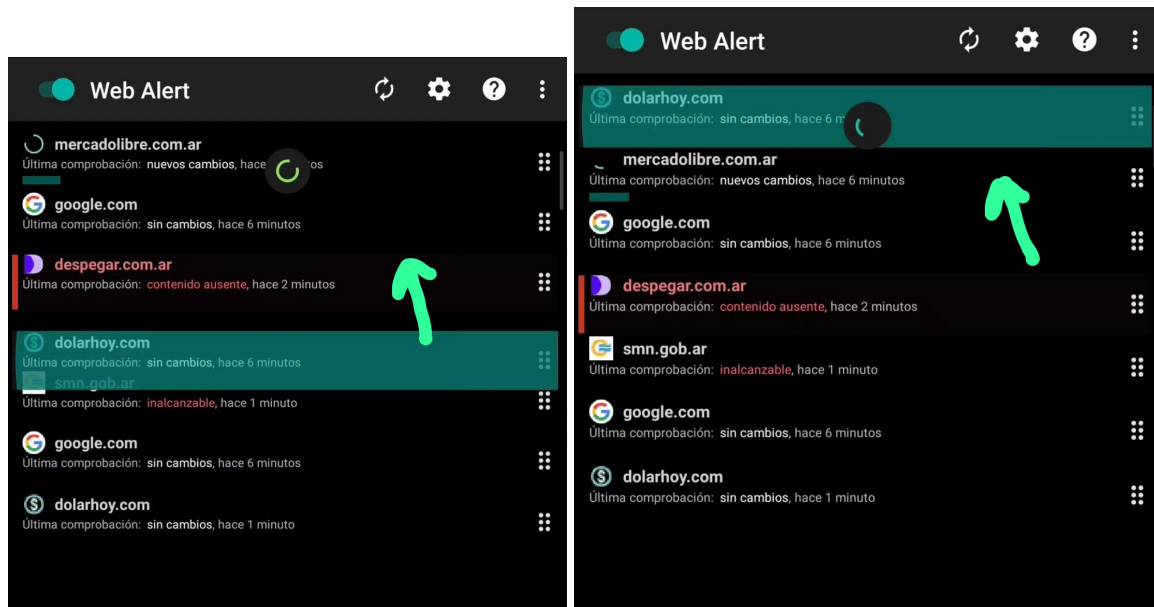 Web Alert
mercadolibre.com.ar
Última comprobación: nuevos cambios, hace os
google.com
Última comprobación: sin cambios, hace 6 minutos
despegar.com.ar
Última comprobación: contenido ausente, hace 2 minutos
dolarhoy.com
Última comprobación: sin cambios, hace 6 minutos
smn.gob.ar
Última comprobación: inalcanzable, hace 1 minuto
google.com
Última comprobación: sin cambios, hace 6 minutos
dolarhoy.com
Última comprobación: sin cambios, hace 1 minuto
Web Alert
dolarhoy.com
Última comprobación: sin cambios, hace 6 m
mercadolibre.com.ar
Última comprobación: nuevos cambios, hace 6 minutos
google.com
Última comprobación: sin cambios, hace 6 minutos
despegar.com.ar
Última comprobación: contenido ausente, hace 2 minutos
smn.gob.ar
Última comprobación: inalcanzable, hace 1 minuto
google.com
Última comprobación: sin cambios, hace 6 minutos
dolarhoy.com
Última comprobación: sin cambios, hace 1 minuto